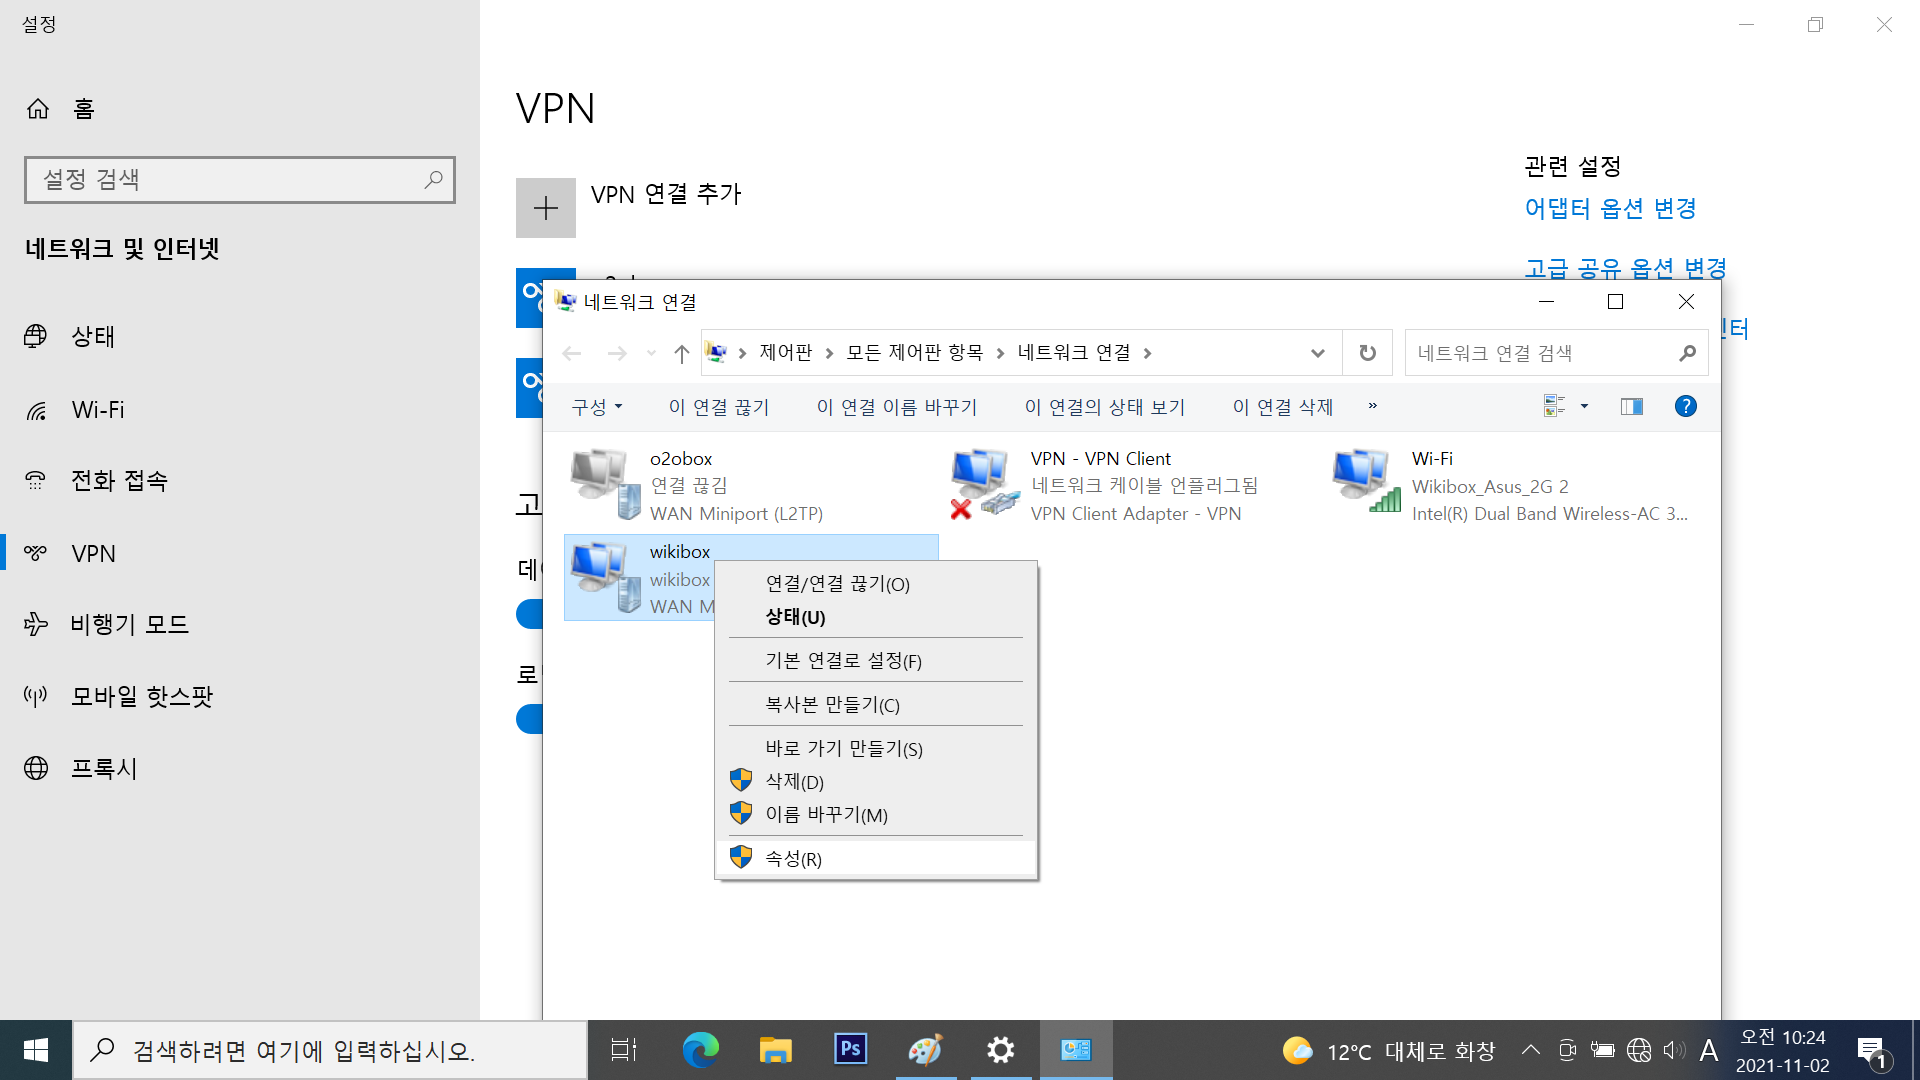 설정
홈
설정 검색
네트워크 및 인터넷
상태
Wi-Fi
전화 접속
VPN
비행기 모드
모바일 핫스팟
프록시
VPN
VPN 연결 추가
관련 설정
어댑터 옵션 변경
고급 공유 옵션 변경
네트워크 연결
제어판
모든 제어판 항목
네트워크 연결
네트워크 연결 검색
구성
이 연결 끊기
이 연결 이름 바꾸기
이 연결의 상태 보기
이 연결 삭제
»
o2obox
연결 끊김
WAN Miniport (L2TP)
VPN - VPN Client
네트워크 케이블 언플러그됨
VPN Client Adapter - VPN
Wi-Fi
Wikibox_Asus_2G 2
Intel(R) Dual Band Wireless-AC 3...
wikibox
wikibox
WAN M
연결/연결 끊기(O)
상태(U)
기본 연결로 설정(F)
복사본 만들기(C)
바로 가기 만들기(S)
삭제(D)
이름 바꾸기(M)
속성(R)
검색하려면 여기에 입력하십시오.
Ps
12°C 대체로 화창
A
오전 10:24
2021-11-02
1